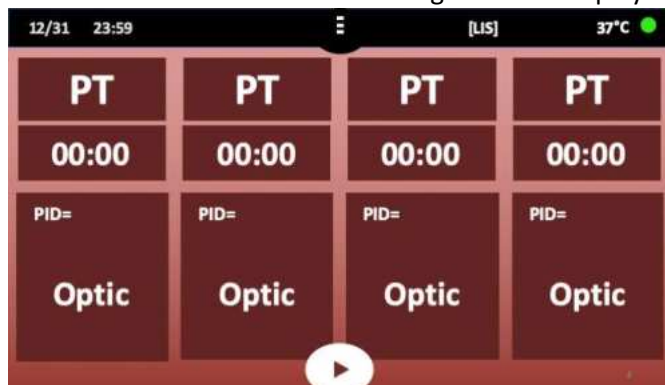 12/31 23:59 [LIS] 37°C
PT PT PT PT
00:00 00:00 00:00 00:00
PID= PID= PID= PID=
Optic Optic Optic Optic